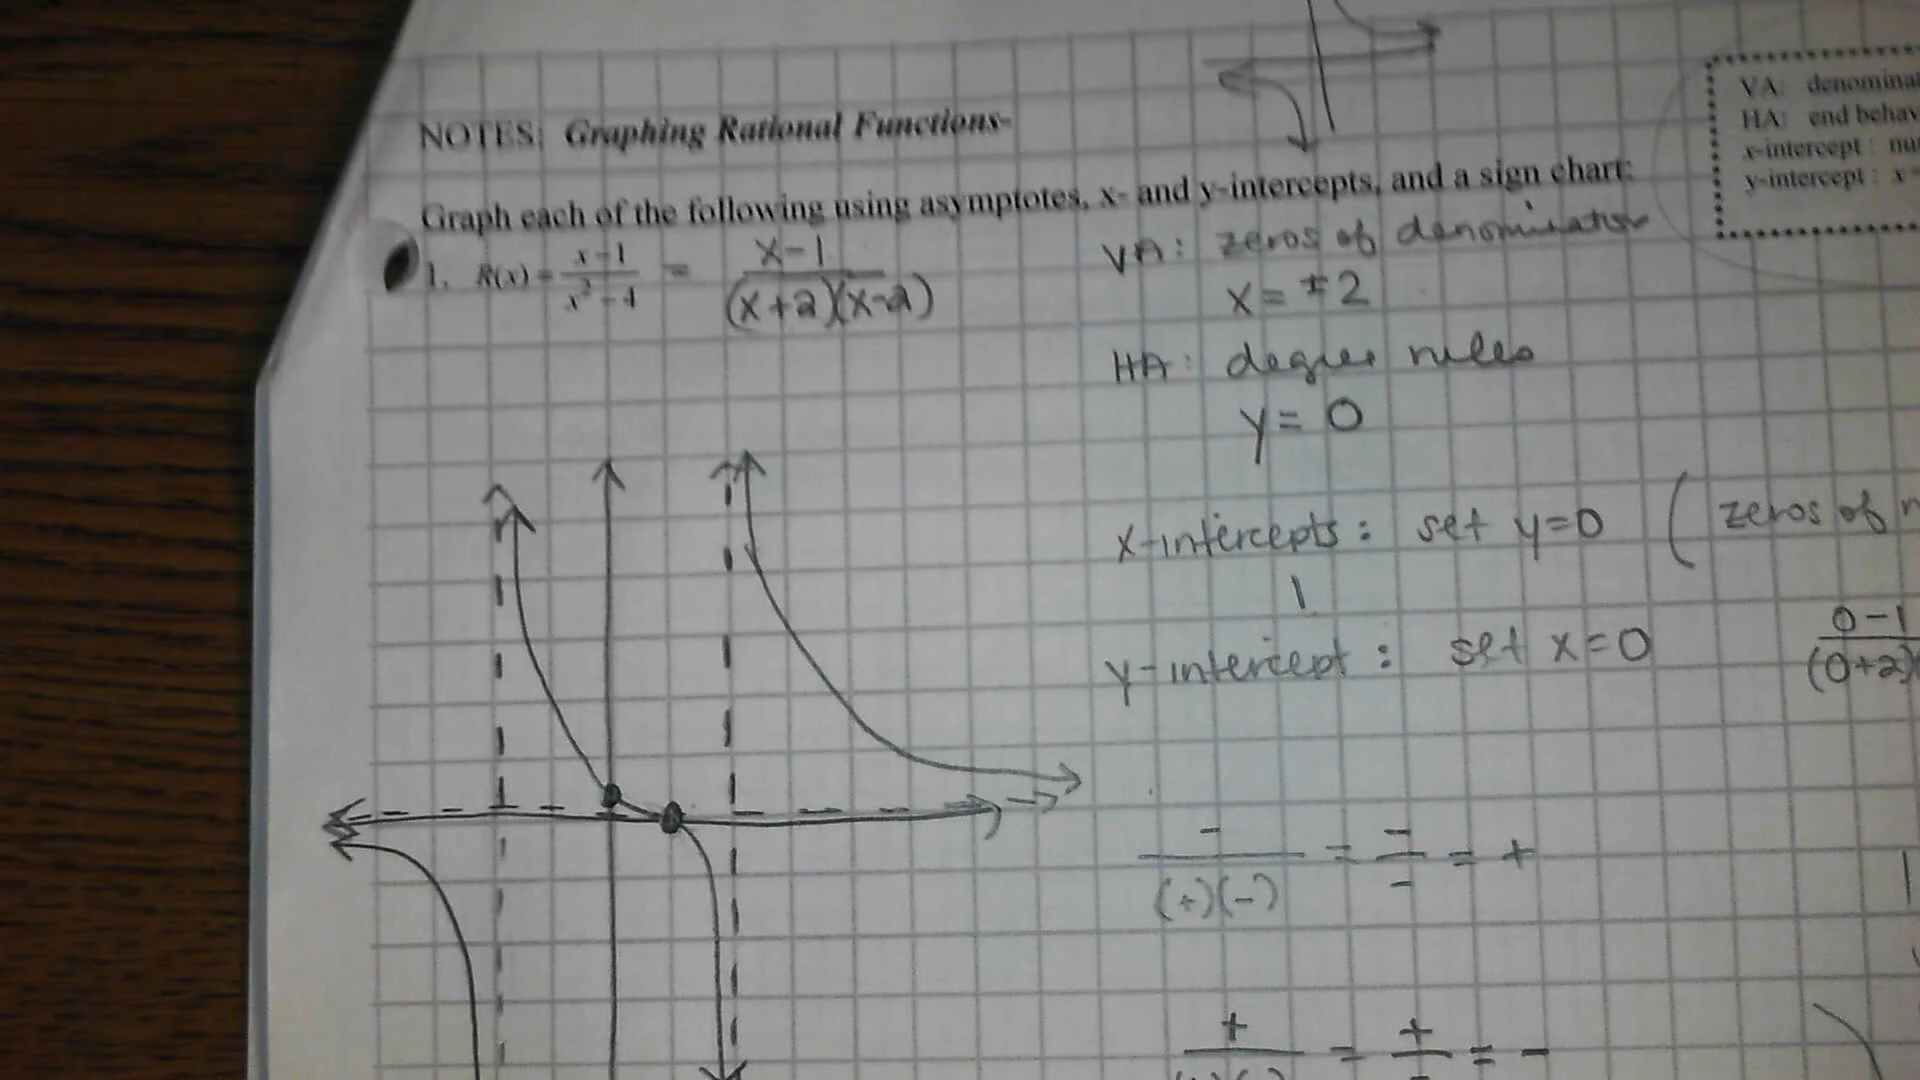 NOTES: Graphing Rational Functions-
VA: denominat
HA: end behav
x-intercept : nu
y-intercept : x
Graph each of the following using asymptotes, x- and y-intercepts, and a sign chart:
1. R(x) = x-1 / x²-4 = x-1 / (x+2)(x-2)
VA: zeros of denominator
x = ±2
HA: degree rules
y = 0
x-intercepts: set y=0 ( zeros of n
1
y-intercept: set x=0 0-1 / (0+2)(
- / (+)(-) = - / - = +
+ / = + / - = -